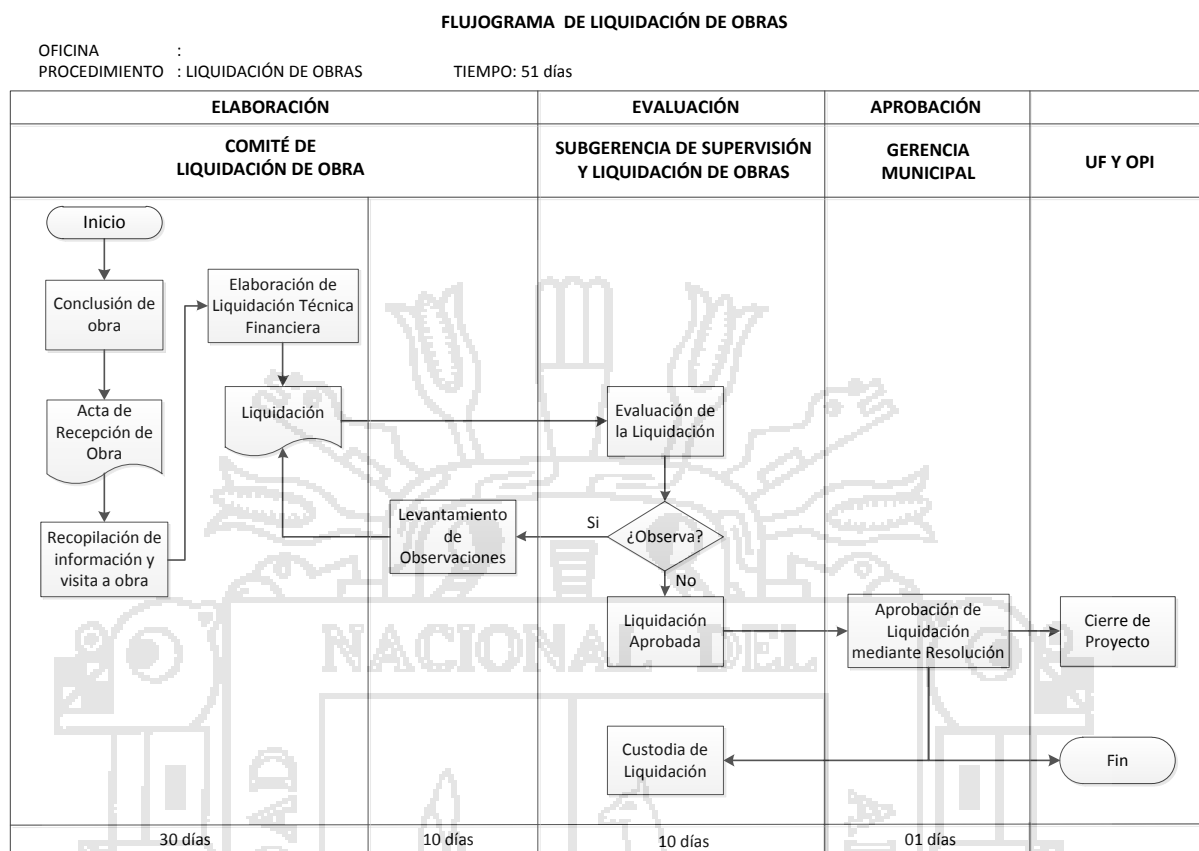 FLUJOGRAMA DE LIQUIDACIÓN DE OBRAS
OFICINA :
PROCEDIMIENTO : LIQUIDACIÓN DE OBRAS TIEMPO: 51 días
ELABORACIÓN
EVALUACIÓN
APROBACIÓN
COMITÉ DE
LIQUIDACIÓN DE OBRA
SUBGERENCIA DE SUPERVISIÓN
Y LIQUIDACIÓN DE OBRAS
GERENCIA
MUNICIPAL
UF Y OPI
Inicio
Conclusión de
obra
Acta de
Recepción de
Obra
Recopilación de
información y
visita a obra
Elaboración de
Liquidación Técnica
Financiera
Liquidación
Levantamiento
de
Observaciones
Evaluación de
la Liquidación
¿Observa?
Si
No
Liquidación
Aprobada
Aprobación de
Liquidación
mediante Resolución
Cierre de
Proyecto
Custodia de
Liquidación
Fin
30 días
10 días
10 días
01 días
NACIONAL DEL